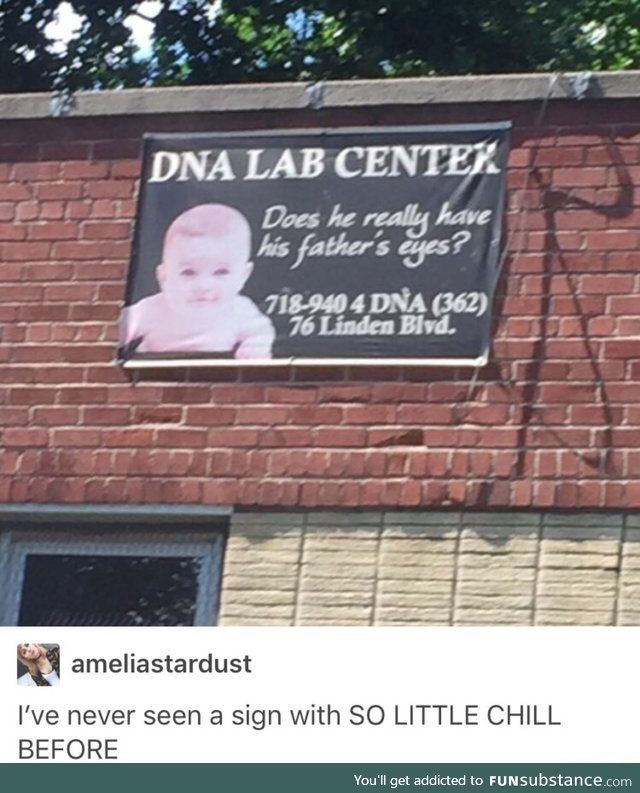 DNA LAB CENTER
Does he really have
his father's eyes?
718-940 4 DNA (362)
76 Linden Blvd.
ameliastardust
I've never seen a sign with SO LITTLE CHILL
BEFORE
You'll get addicted to FUNsubstance.com